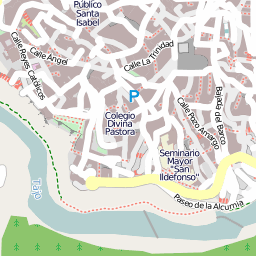 Público
Santa
Isabel
Calle Ángel
Calle Reyes Católicos
Calle La Trinidad
P
Colegio
Divina
Pastora
Calle Pozo Amargo
Bajada del Barco
Seminario
Mayor
"San
Ildefonso"
Paseo de la Alcurnia
Tajo